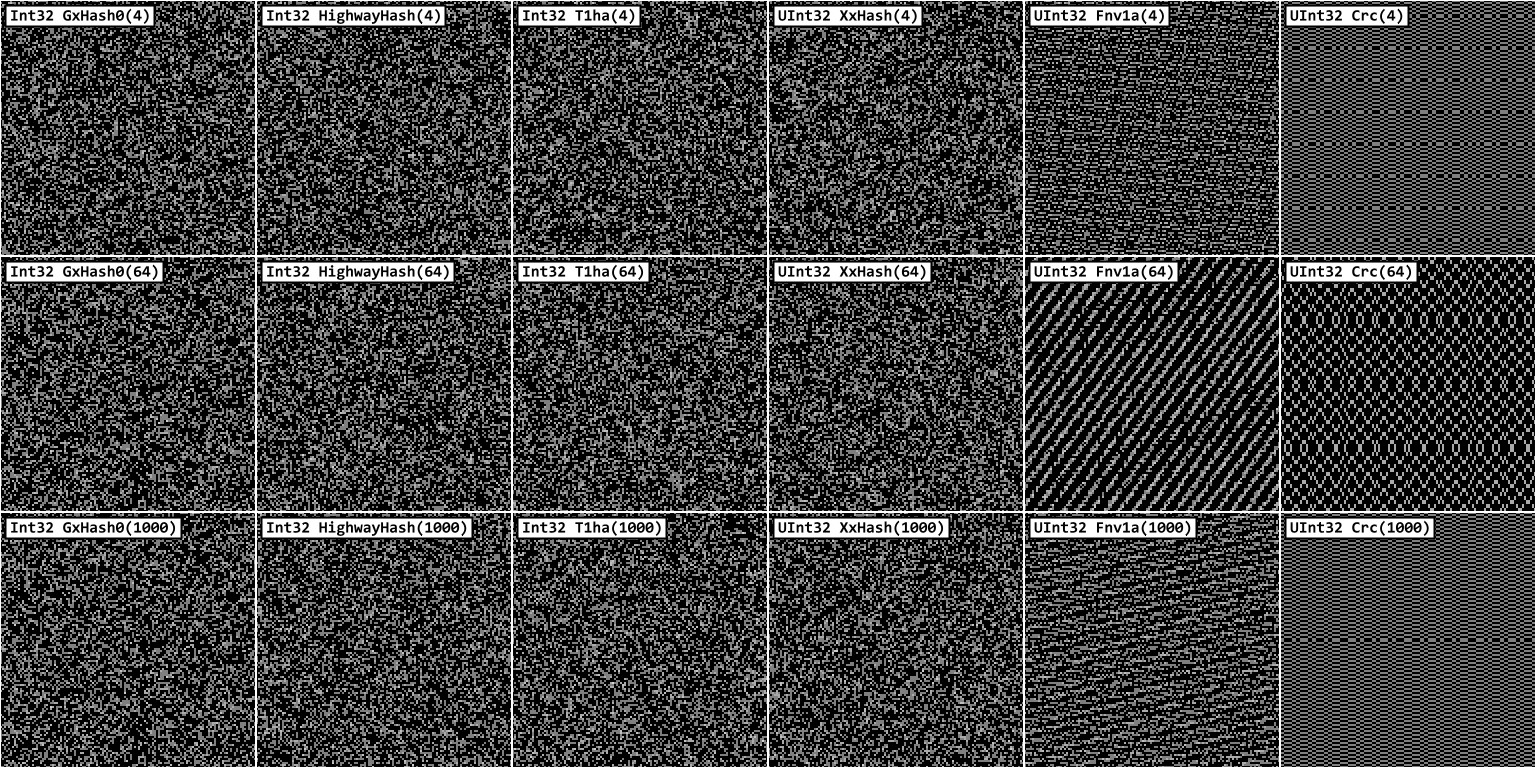 Int32 GxHash0(4)
Int32 HighwayHash(4)
Int32 T1ha(4)
UInt32 XxHash(4)
UInt32 Fnv1a(4)
UInt32 Crc(4)
Int32 GxHash0(64)
Int32 HighwayHash(64)
Int32 T1ha(64)
UInt32 XxHash(64)
UInt32 Fnv1a(64)
UInt32 Crc(64)
Int32 GxHash0(1000)
Int32 HighwayHash(1000)
Int32 T1ha(1000)
UInt32 XxHash(1000)
UInt32 Fnv1a(1000)
UInt32 Crc(1000)